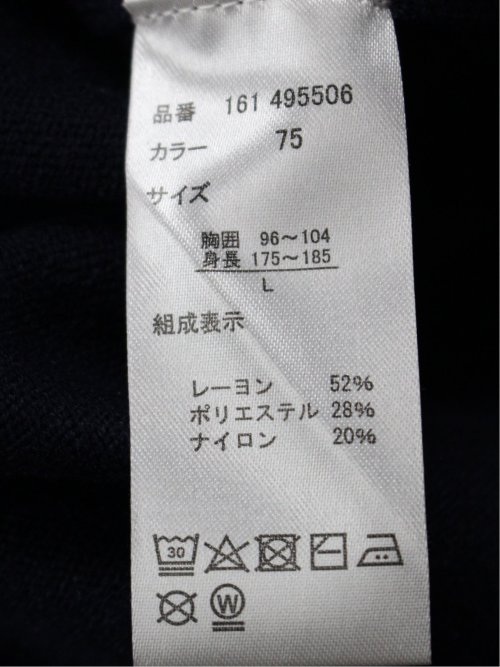 品番 161 495506
カラー 75
サイズ
胸囲 96～104
身長 175～185
L
組成表示
レーヨン 52%
ポリエステル 28%
ナイロン 20%
30
W